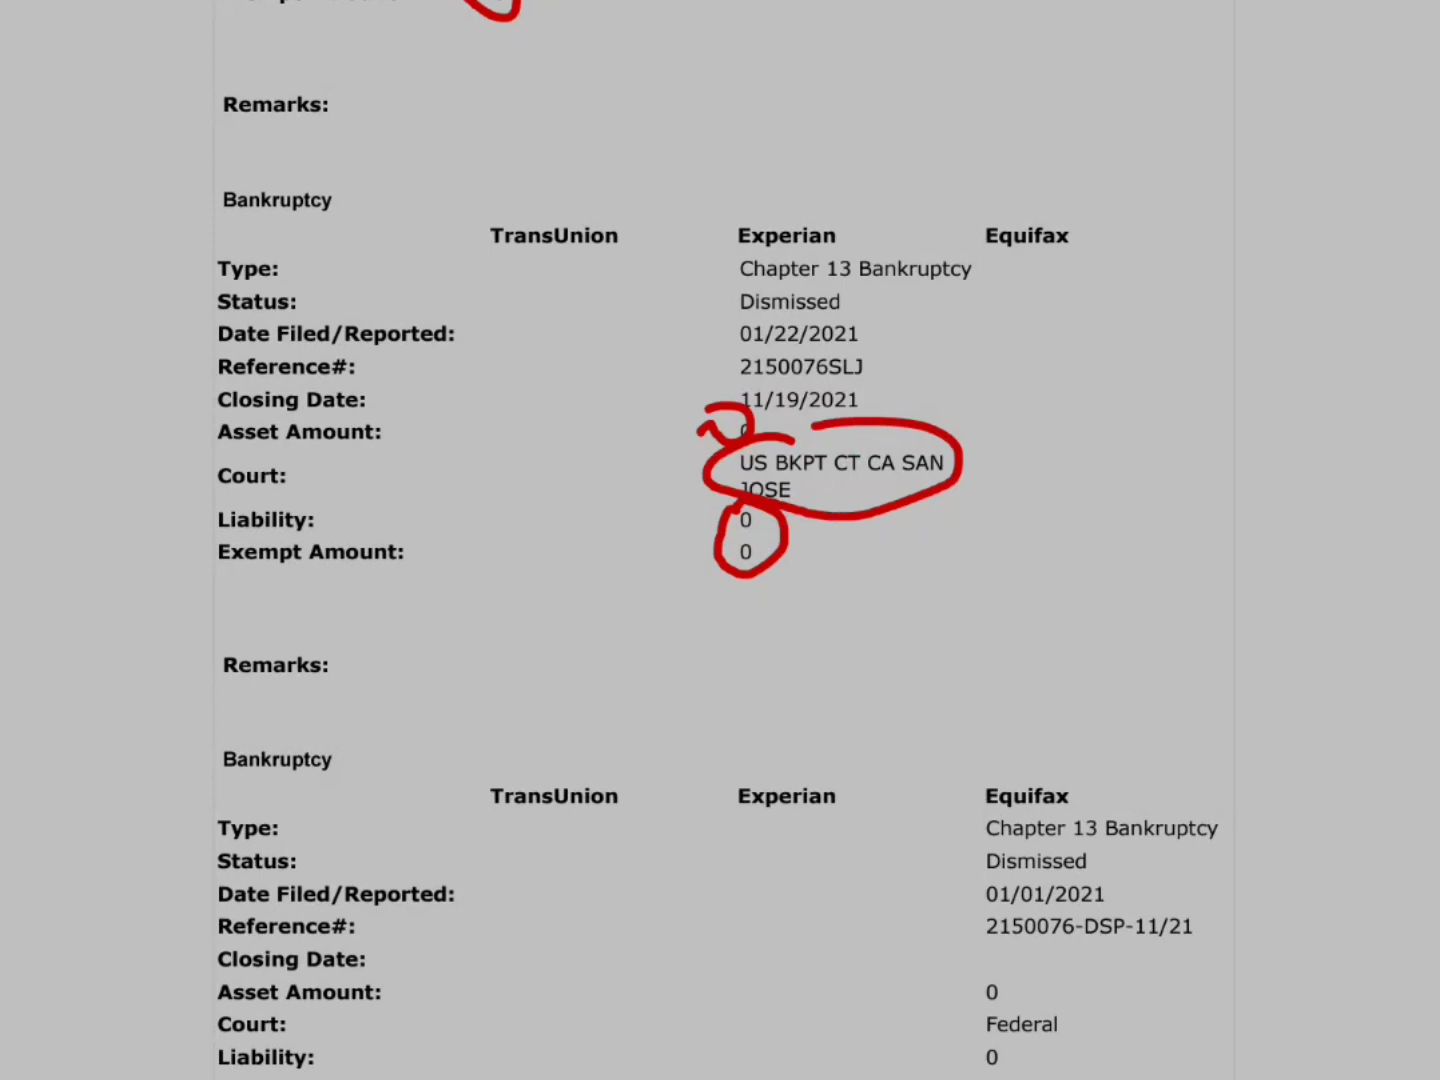 Remarks:
Bankruptcy
TransUnion Experian Equifax
Type: Chapter 13 Bankruptcy
Status: Dismissed
Date Filed/Reported: 01/22/2021
Reference#: 2150076SLJ
Closing Date: 11/19/2021
Asset Amount: 0
Court: US BKPT CT CA SAN
JOSE
Liability: 0
Exempt Amount: 0
Remarks:
Bankruptcy
TransUnion Experian Equifax
Type: Chapter 13 Bankruptcy
Status: Dismissed
Date Filed/Reported: 01/01/2021
Reference#: 2150076-DSP-11/21
Closing Date:
Asset Amount: 0
Court: Federal
Liability: 0